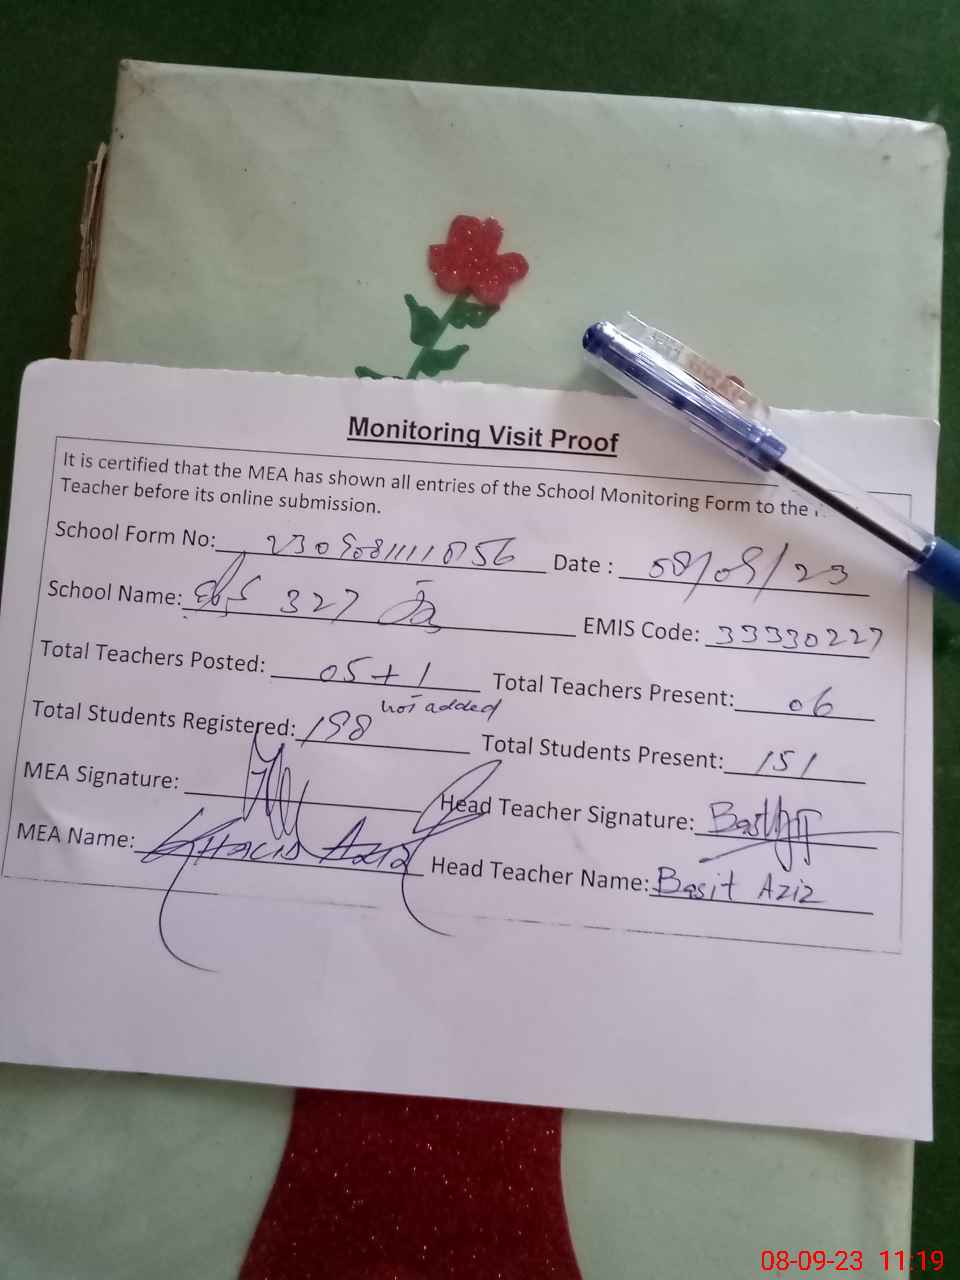 Monitoring Visit Proof
It is certified that the MEA has shown all entries of the School Monitoring Form to the
Teacher before its online submission.
School Form No: Date : 08/09/23
School Name: 327 EMIS Code: 33330227
Total Teachers Posted: 05+1 Total Teachers Present: 06
not added
Total Students Registered: 198 Total Students Present: 151
MEA Signature: Head Teacher Signature:
MEA Name: Aziz Head Teacher Name: Basit Aziz
08-09-23 11:19